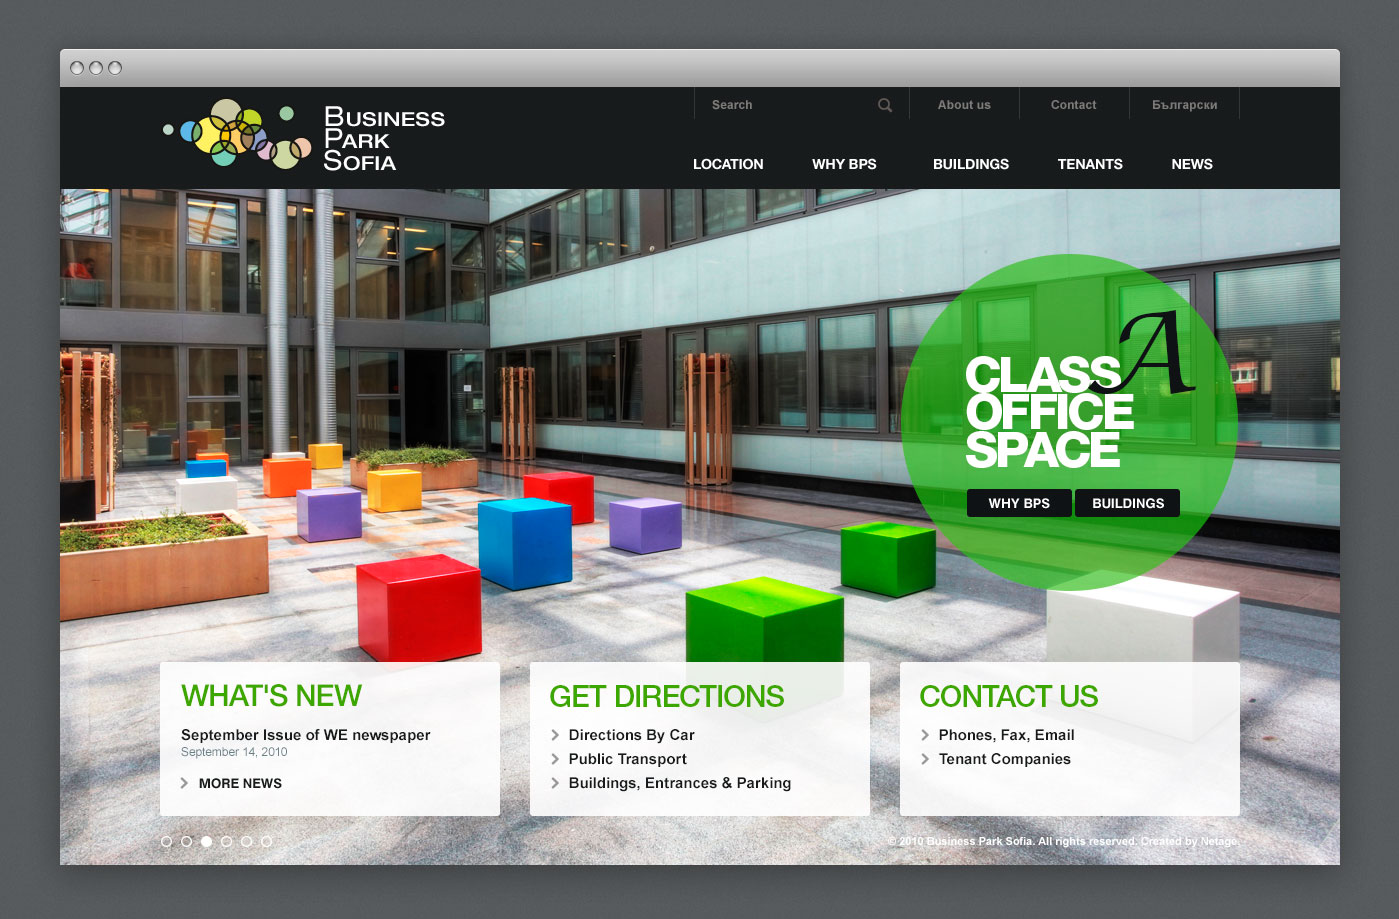 Business
Park
Sofia
Search
About us
Contact
Български
LOCATION
WHY BPS
BUILDINGS
TENANTS
NEWS
CLASS A
OFFICE
SPACE
WHY BPS
BUILDINGS
WHAT'S NEW
September Issue of WE newspaper
September 14, 2010
MORE NEWS
GET DIRECTIONS
Directions By Car
Public Transport
Buildings, Entrances & Parking
CONTACT US
Phones, Fax, Email
Tenant Companies
© 2010 Business Park Sofia. All rights reserved. Created by Netage.